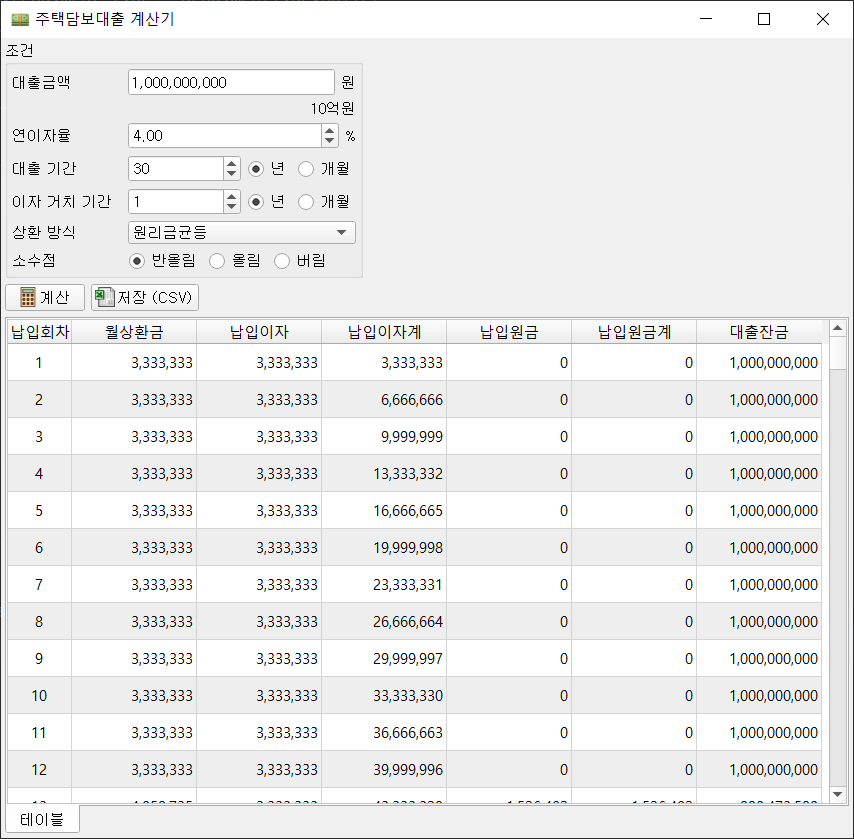 주택담보대출 계산기
조건
대출금액 1,000,000,000 원
10억원
연이자율 4.00 %
대출 기간 30 년 개월
이자 거치 기간 1 년 개월
상환 방식 원리금균등
소수점 반올림 올림 버림
계산 저장 (CSV)
납입회차 월상환금 납입이자 납입이자계 납입원금 납입원금계 대출잔금
1 3,333,333 3,333,333 3,333,333 0 0 1,000,000,000
2 3,333,333 3,333,333 6,666,666 0 0 1,000,000,000
3 3,333,333 3,333,333 9,999,999 0 0 1,000,000,000
4 3,333,333 3,333,333 13,333,332 0 0 1,000,000,000
5 3,333,333 3,333,333 16,666,665 0 0 1,000,000,000
6 3,333,333 3,333,333 19,999,998 0 0 1,000,000,000
7 3,333,333 3,333,333 23,333,331 0 0 1,000,000,000
8 3,333,333 3,333,333 26,666,664 0 0 1,000,000,000
9 3,333,333 3,333,333 29,999,997 0 0 1,000,000,000
10 3,333,333 3,333,333 33,333,330 0 0 1,000,000,000
11 3,333,333 3,333,333 36,666,663 0 0 1,000,000,000
12 3,333,333 3,333,333 39,999,996 0 0 1,000,000,000
테이블